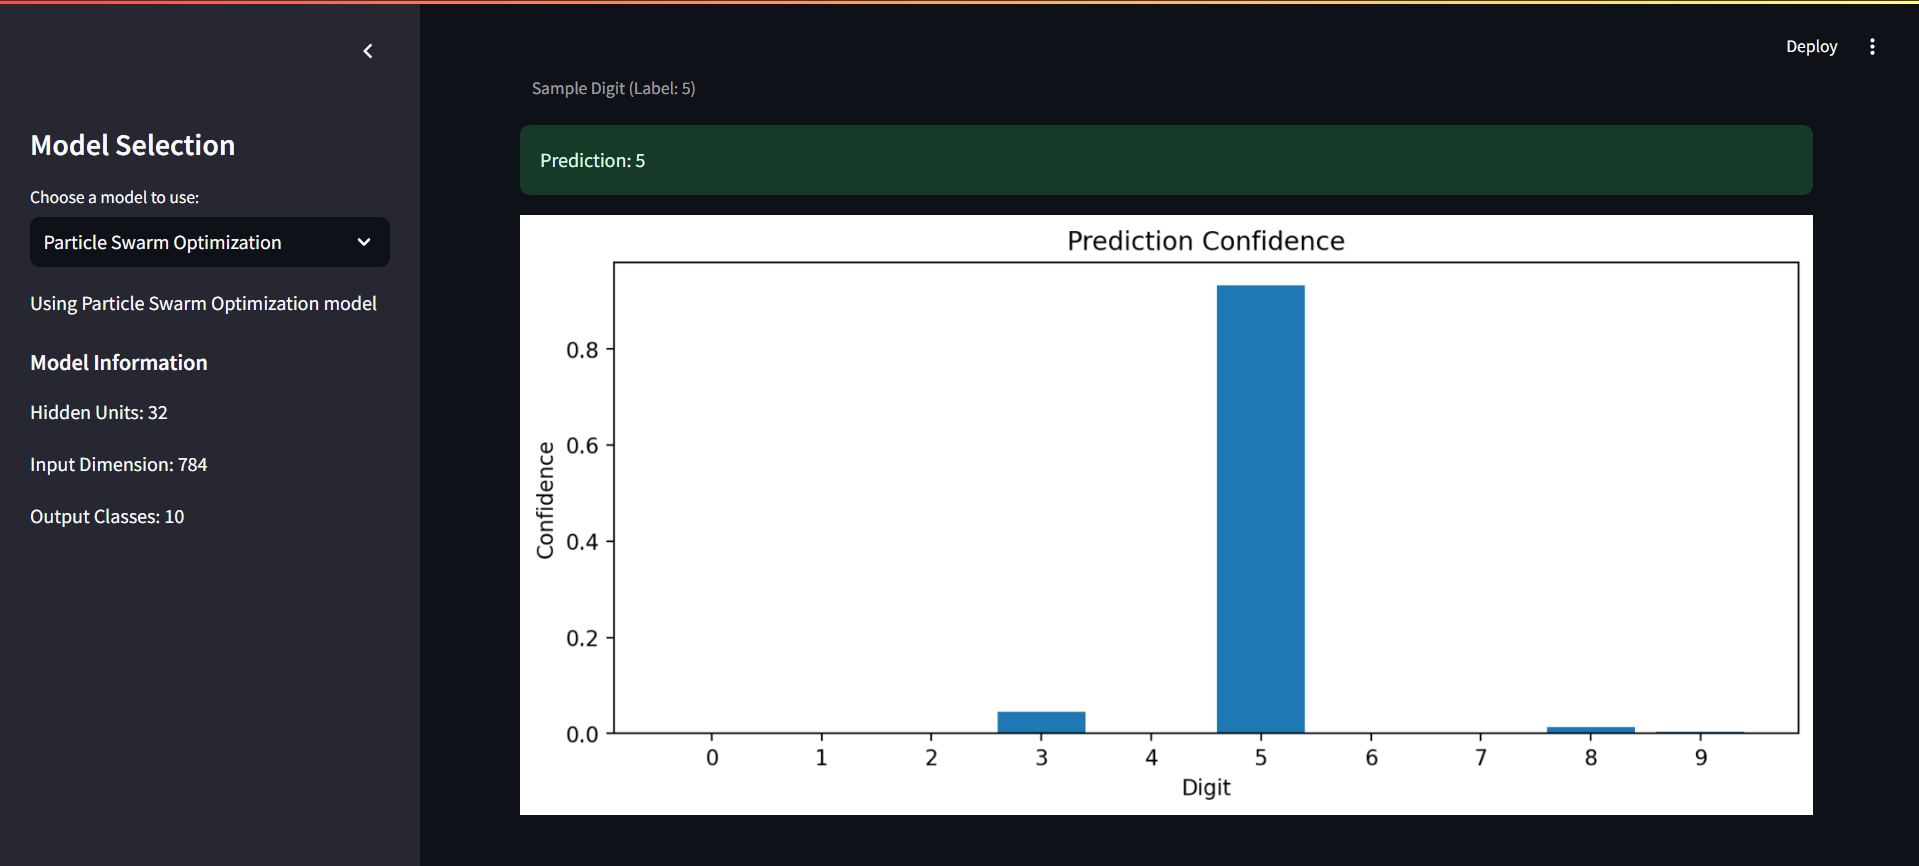 Deploy
Model Selection
Choose a model to use:
Particle Swarm Optimization
Using Particle Swarm Optimization model
Model Information
Hidden Units: 32
Input Dimension: 784
Output Classes: 10
Sample Digit (Label: 5)
Prediction: 5
Prediction Confidence
Confidence
0.8
0.6
0.4
0.2
0.0
0 1 2 3 4 5 6 7 8 9
Digit